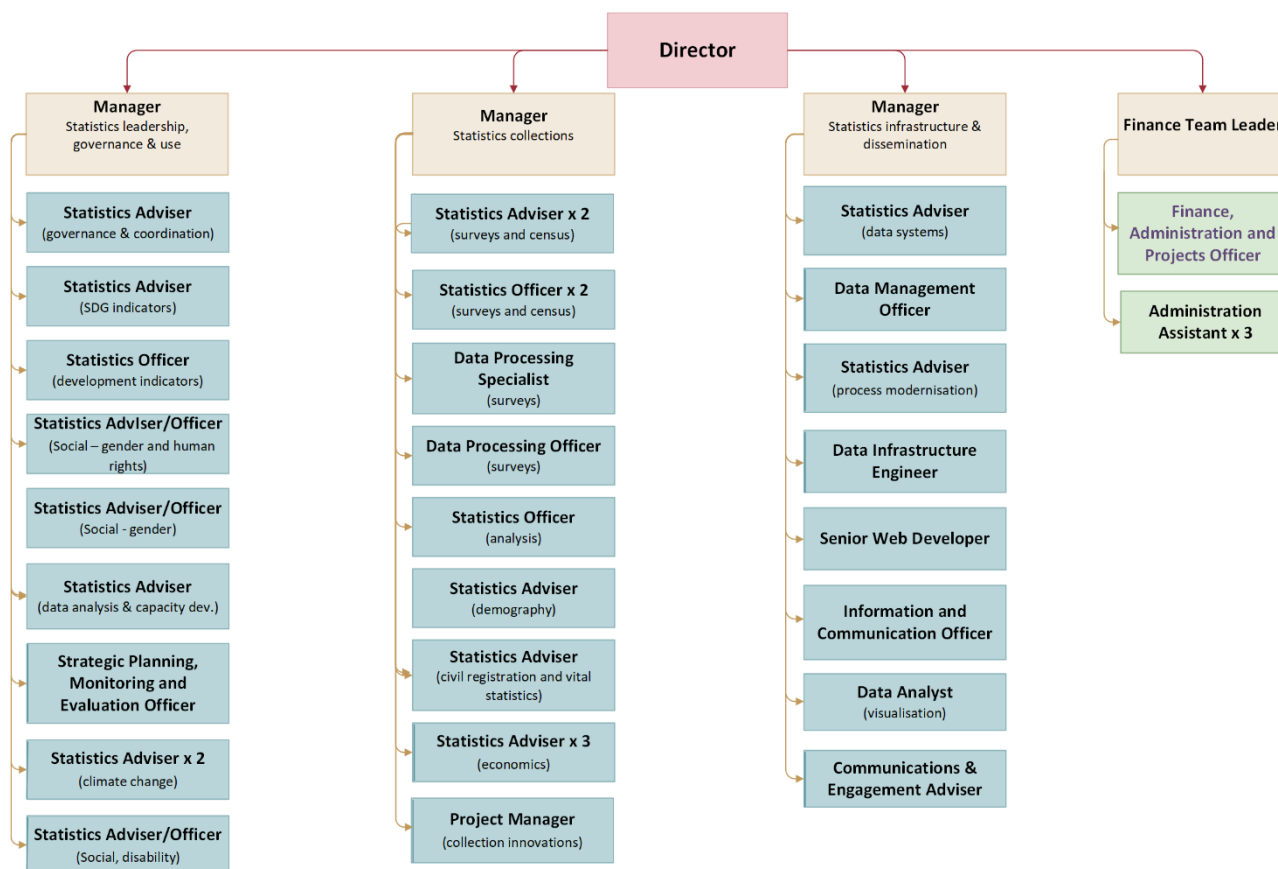 Director
Manager
Statistics leadership,
governance & use
Statistics Adviser
(governance & coordination)
Statistics Adviser
(SDG indicators)
Statistics Officer
(development indicators)
Statistics AdvIser/Officer
(Social – gender and human
rights)
Statistics Adviser/Officer
(Social - gender)
Statistics Adviser
(data analysis & capacity dev.)
Strategic Planning,
Monitoring and
Evaluation Officer
Statistics Adviser x 2
(climate change)
Statistics Adviser/Officer
(Social, disability)
Manager
Statistics collections
Statistics Adviser x 2
(surveys and census)
Statistics Officer x 2
(surveys and census)
Data Processing
Specialist
(surveys)
Data Processing Officer
(surveys)
Statistics Officer
(analysis)
Statistics Adviser
(demography)
Statistics Adviser
(civil registration and vital
statistics)
Statistics Adviser x 3
(economics)
Project Manager
(collection innovations)
Manager
Statistics infrastructure &
dissemination
Statistics Adviser
(data systems)
Data Management
Officer
Statistics Adviser
(process modernisation)
Data Infrastructure
Engineer
Senior Web Developer
Information and
Communication Officer
Data Analyst
(visualisation)
Communications &
Engagement Adviser
Finance Team Leader
Finance,
Administration and
Projects Officer
Administration
Assistant x 3